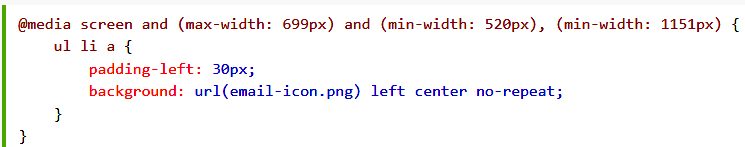 @media screen and (max-width: 699px) and (min-width: 520px), (min-width: 1151px) {
ul li a {
padding-left: 30px;
background: url(email-icon.png) left center no-repeat;
}
}